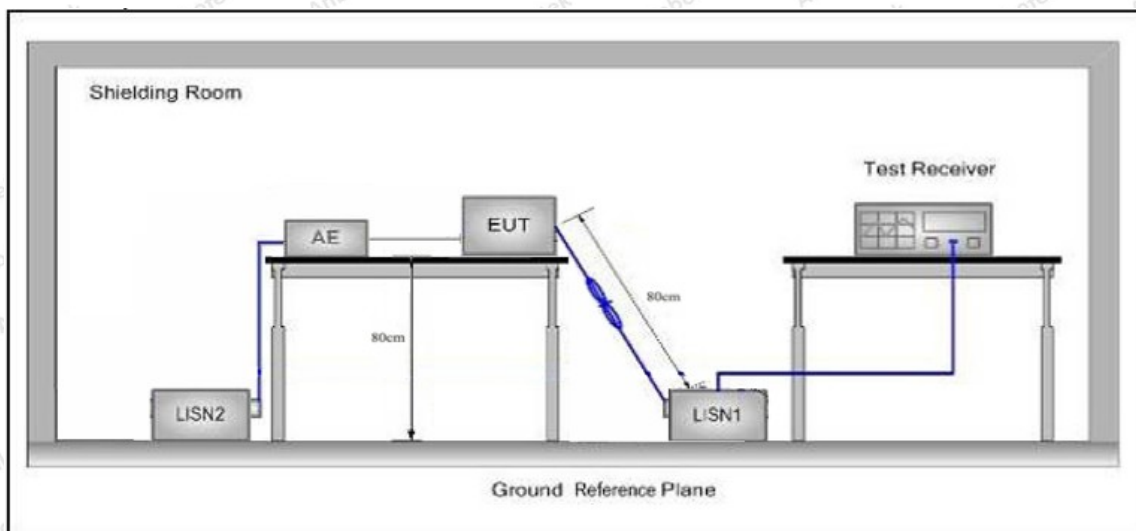 Shielding Room
Test Receiver
EUT
AE
80cm
80cm
LISN2
LISN1
Ground Reference Plane